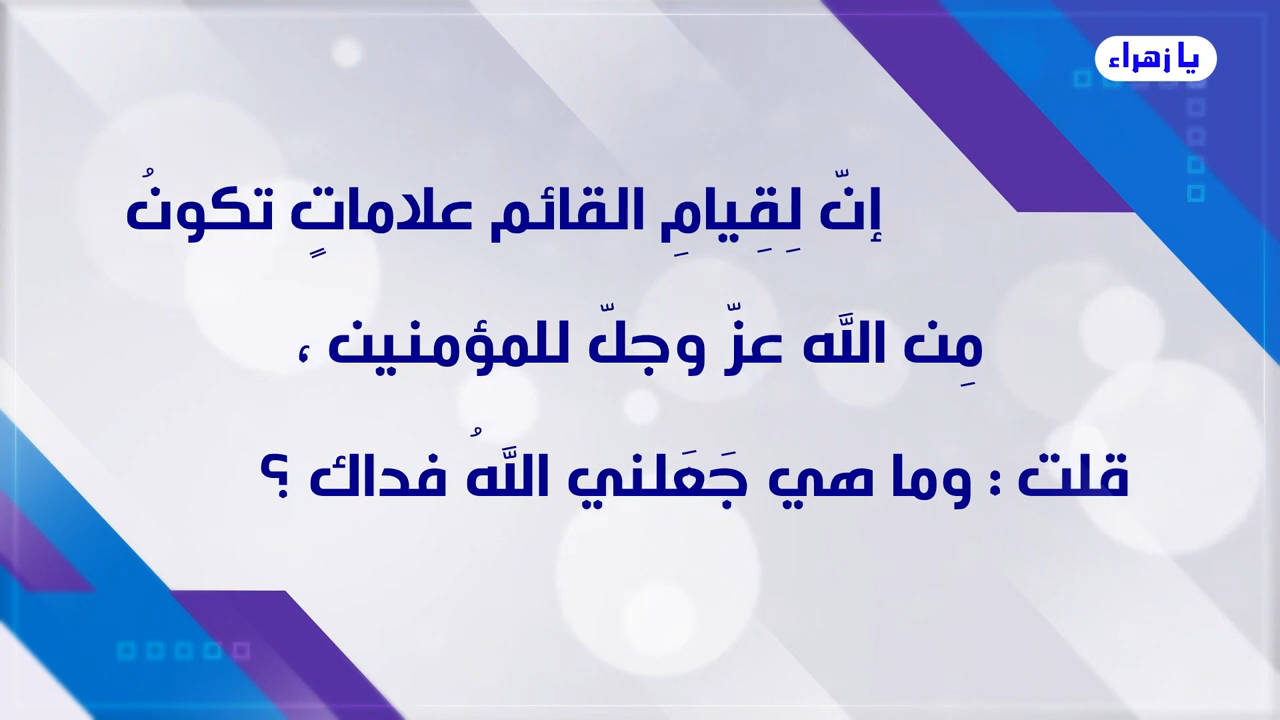 يا زهراء
إنّ لِقِيامِ القائم علاماتٍ تكونُ
مِن اللَّه عزّ وجلّ للمؤمنين ،
قلت : وما هي جَعَلني اللَّهُ فداك ؟